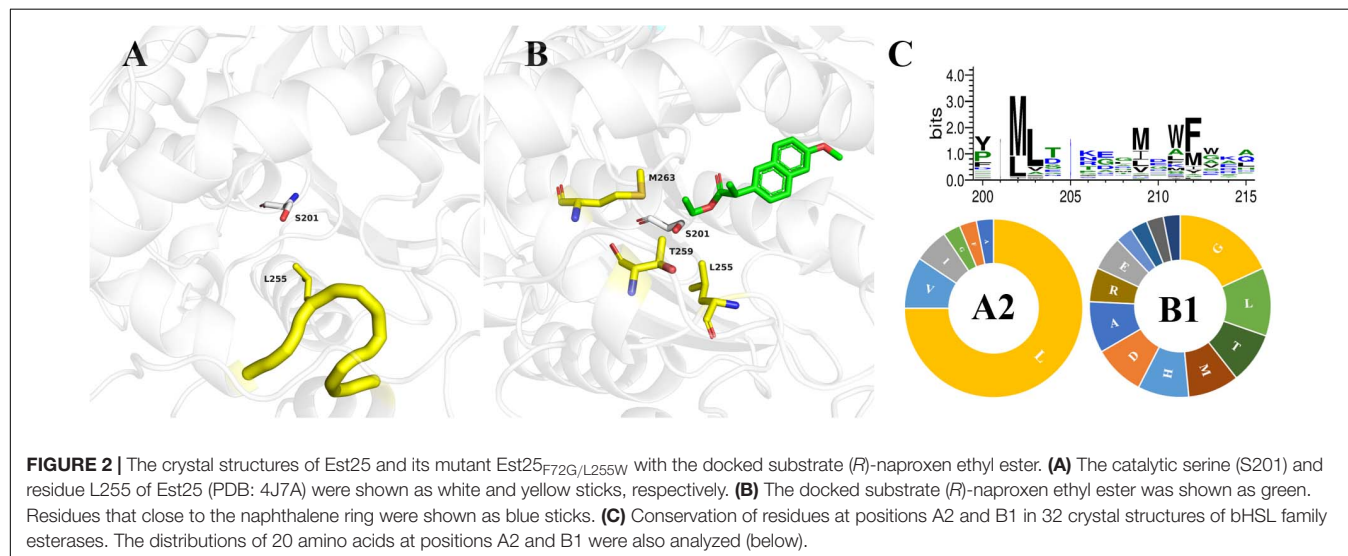 A
S201
L255
B
M263
S201
T259
L255
C
4.0
3.0
2.0
1.0
0.0
bits
Y
P
M
L
L
T
D
S
K
E
G
M
I
V
W
A
F
M
W
A
Q
200 205 210 215
A2
L
V
I
G
B1
G
L
T
M
H
D
A
R
E
FIGURE 2 | The crystal structures of Est25 and its mutant Est25F72G/L255W with the docked substrate (R)-naproxen ethyl ester. (A) The catalytic serine (S201) and
residue L255 of Est25 (PDB: 4J7A) were shown as white and yellow sticks, respectively. (B) The docked substrate (R)-naproxen ethyl ester was shown as green.
Residues that close to the naphthalene ring were shown as blue sticks. (C) Conservation of residues at positions A2 and B1 in 32 crystal structures of bHSL family
esterases. The distributions of 20 amino acids at positions A2 and B1 were also analyzed (below).